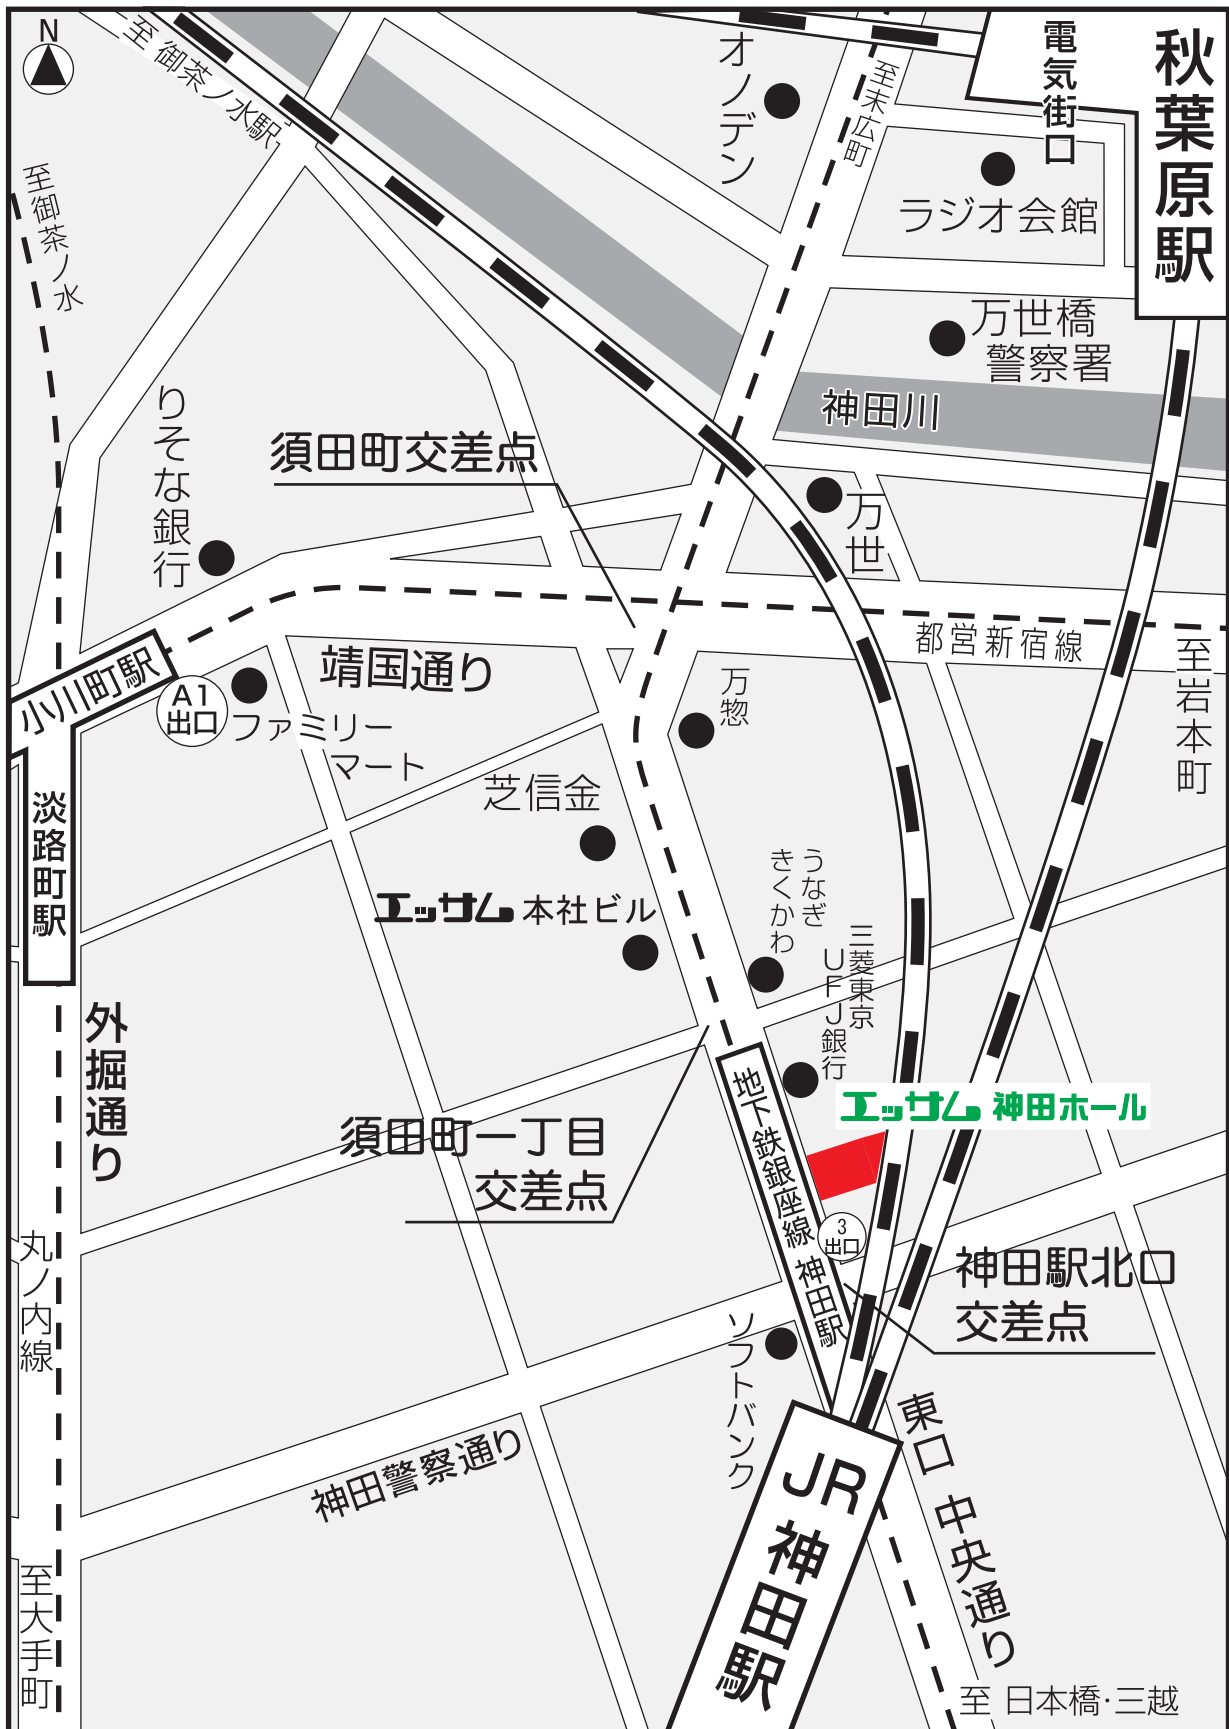 N
至 御茶ノ水駅
至御茶ノ水
オノデン
至末広町
電気街口
秋葉原駅
ラジオ会館
万世橋
警察署
神田川
りそな銀行
須田町交差点
万世
都営新宿線
至岩本町
小川町駅
A1
出口
靖国通り
ファミリー
マート
万惣
芝信金
淡路町駅
エッサム 本社ビル
うなぎ
きくかわ
三菱東京
UFJ銀行
外堀通り
エッサム 神田ホール
須田町一丁目
交差点
地下鉄銀座線 神田駅
3
出口
神田駅北口
交差点
丸ノ内線
ソフトバンク
神田警察通り
東口
JR 神田駅
中央通り
至大手町
至 日本橋・三越